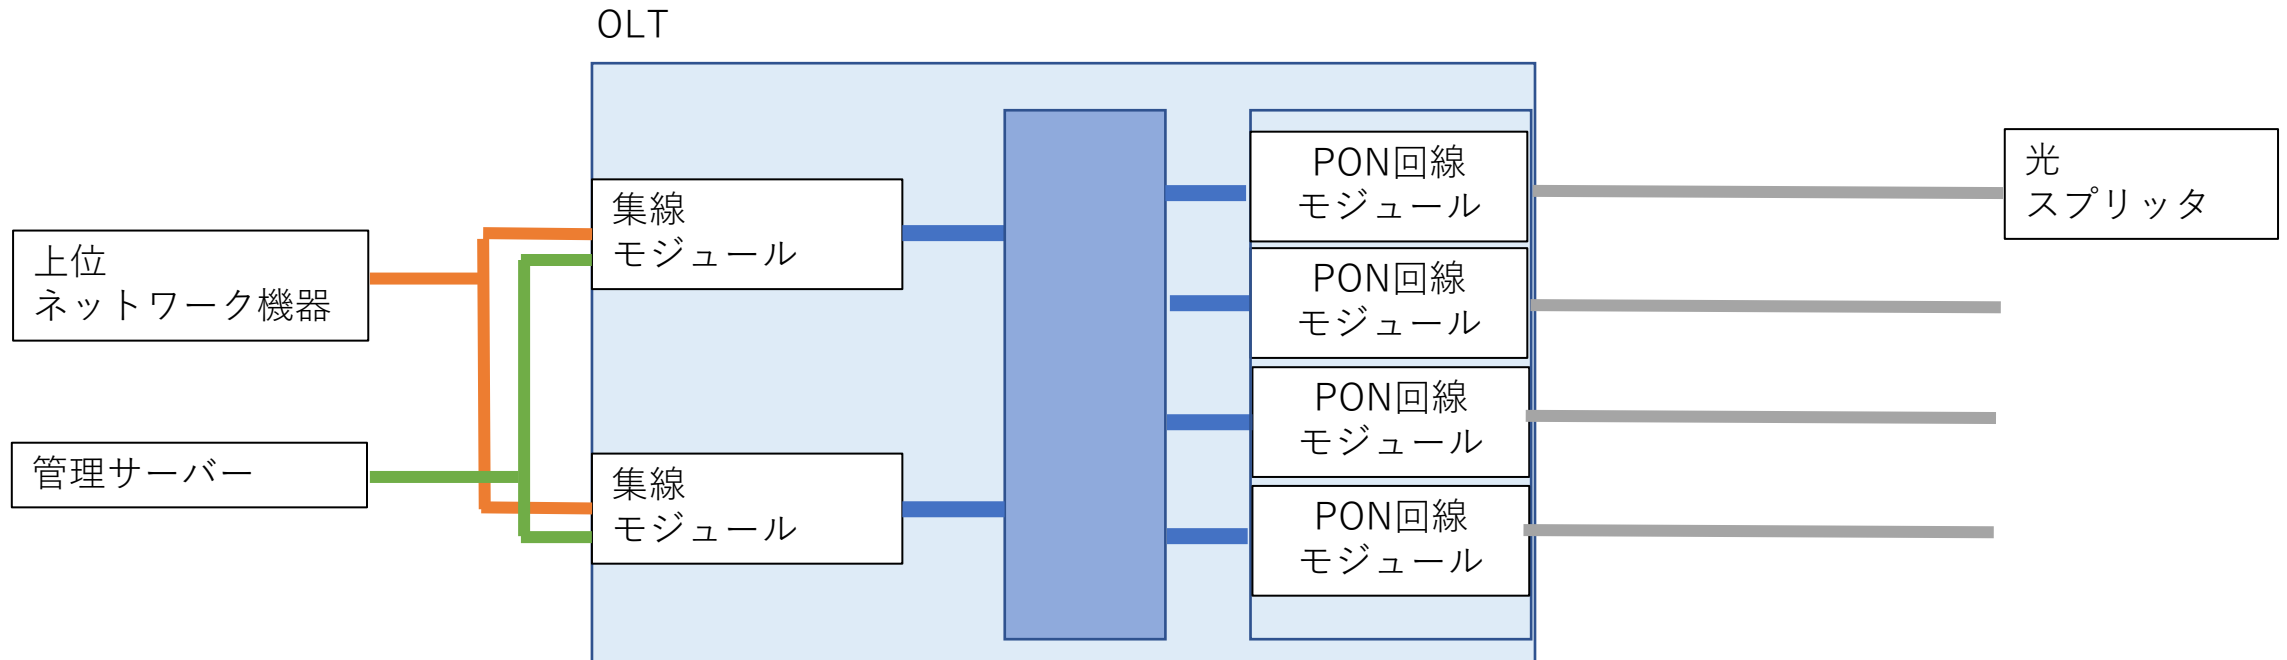 OLT
上位
ネットワーク機器
管理サーバー
集線
モジュール
集線
モジュール
PON回線
モジュール
PON回線
モジュール
PON回線
モジュール
PON回線
モジュール
光
スプリッタ